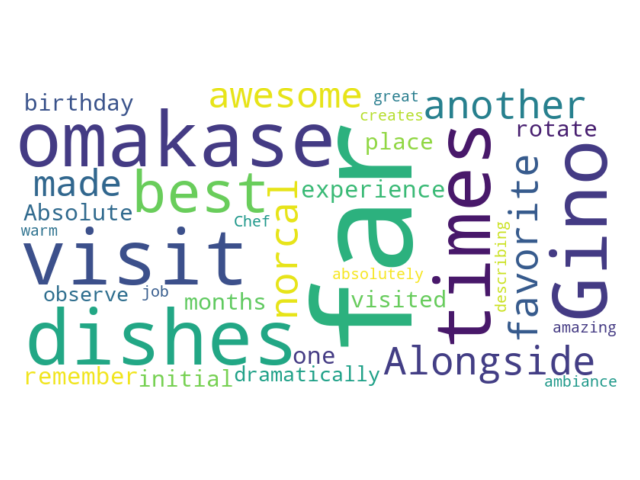 birthday
awesome
great
creates
another
omakase
place
rotate
made
best
experience
far
times
favorite
Gino
Absolute
Chef
norcal
warm
visit
absolutely
describing
observe
job
months
visited
amazing
dishes
one
Alongside
remember
initial
dramatically
ambiance